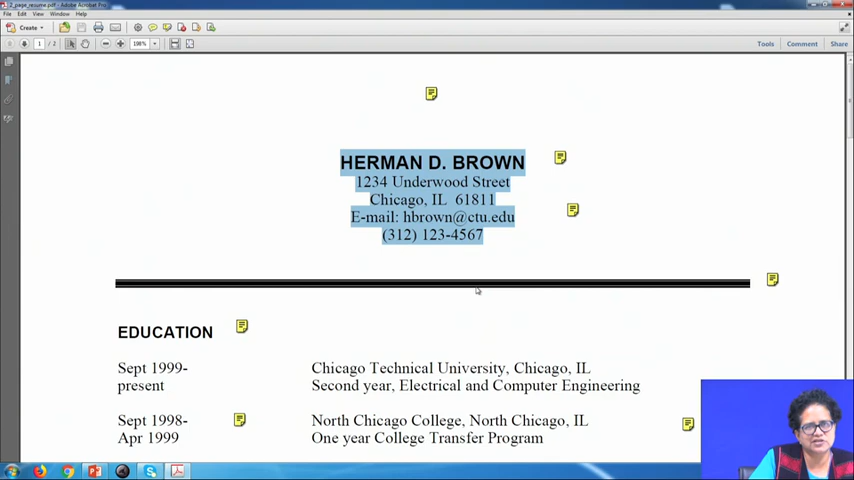 2_page_resume.pdf - Adobe Acrobat Pro
File Edit View Window Help
Create
1 / 2 198%
Tools Comment Share
HERMAN D. BROWN
1234 Underwood Street
Chicago, IL 61811
E-mail: hbrown@ctu.edu
(312) 123-4567
EDUCATION
Sept 1999- Chicago Technical University, Chicago, IL
present Second year, Electrical and Computer Engineering
Sept 1998- North Chicago College, North Chicago, IL
Apr 1999 One year College Transfer Program